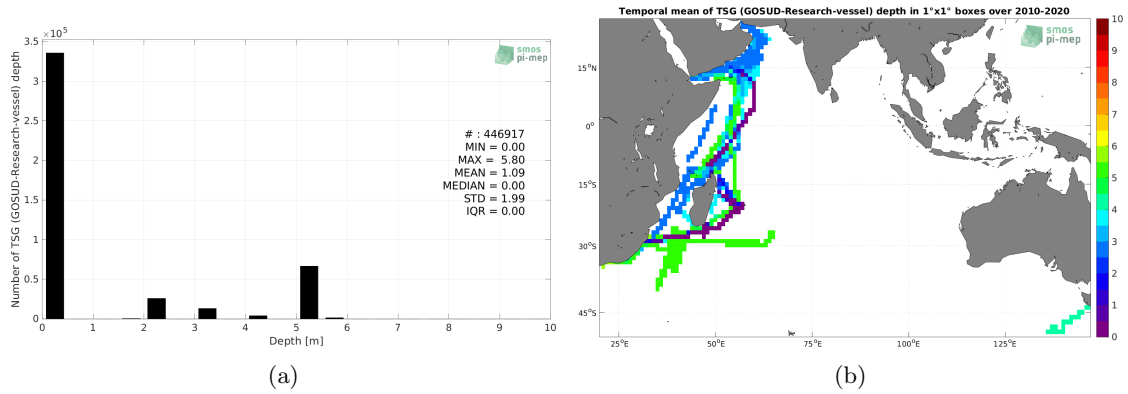 ×10⁵
3.5
3
2.5
2
1.5
1
0.5
0
Number of TSG (GOSUD-Research-vessel) depth
smos
pi-mep
# : 446917
MIN = 0.00
MAX = 5.80
MEAN = 1.09
MEDIAN = 0.00
STD = 1.99
IQR = 0.00
0 1 2 3 4 5 6 7 8 9 10
Depth [m]
(a)
Temporal mean of TSG (GOSUD-Research-vessel) depth in 1°x1° boxes over 2010-2020
smos
pi-mep
15°N
0°
15°S
30°S
45°S
25°E 50°E 75°E 100°E 125°E
10
9
8
7
6
5
4
3
2
1
0
(b)